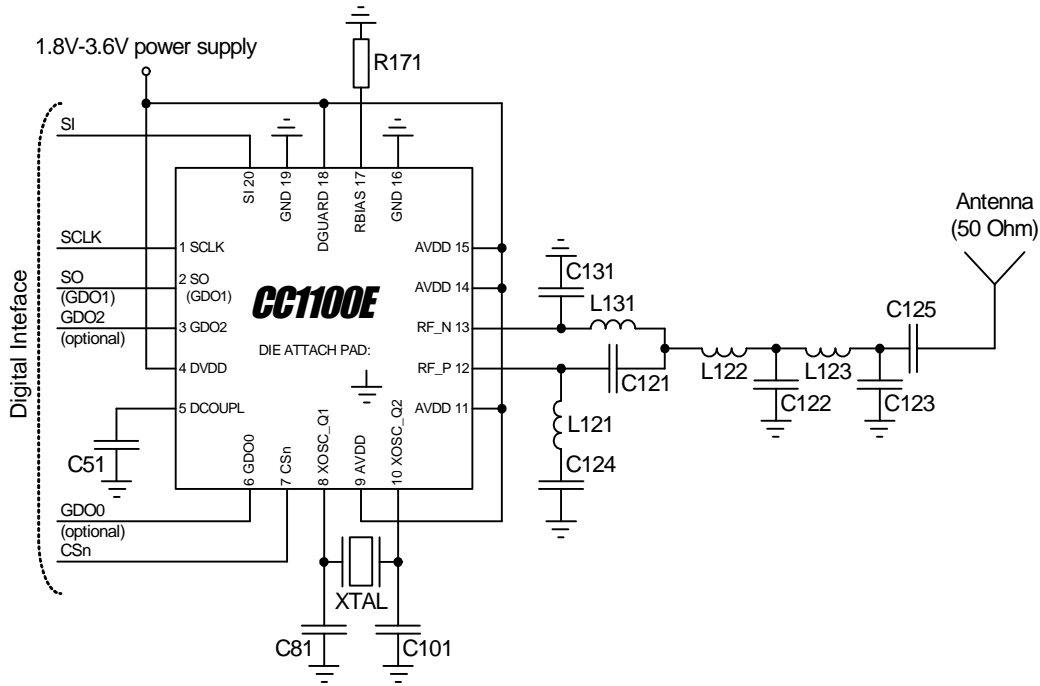 1.8V-3.6V power supply
R171
Digital Inteface
SI
SI 20
GND 19
DGUARD 18
RBIAS 17
GND 16
Antenna
(50 Ohm)
SCLK
1 SCLK
AVDD 15
C131
SO
(GDO1)
2 SO
(GDO1)
CC1100E
AVDD 14
L131
C125
GDO2
(optional)
3 GDO2
RF_N 13
DIE ATTACH PAD:
4 DVDD
RF_P 12
C121
L122
L123
C122
C123
5 DCOUPL
AVDD 11
L121
C51
6 GDO0
7 CSn
8 XOSC_Q1
9 AVDD
10 XOSC_Q2
C124
GDO0
(optional)
CSn
XTAL
C81
C101